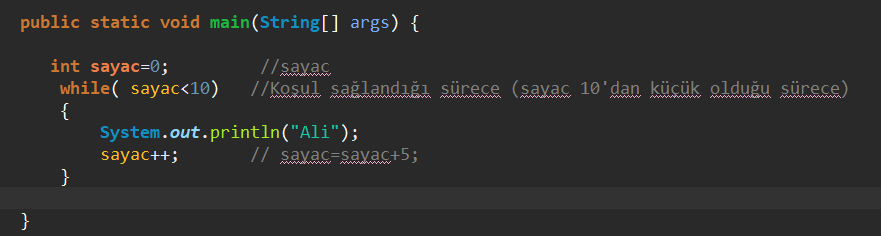 public static void main(String[] args) {
int sayac=0; //sayac
while( sayac<10) //Koşul sağlandığı sürece (sayac 10'dan küçük olduğu sürece)
{
System.out.println("Ali");
sayac++; // sayac=sayac+5;
}
}